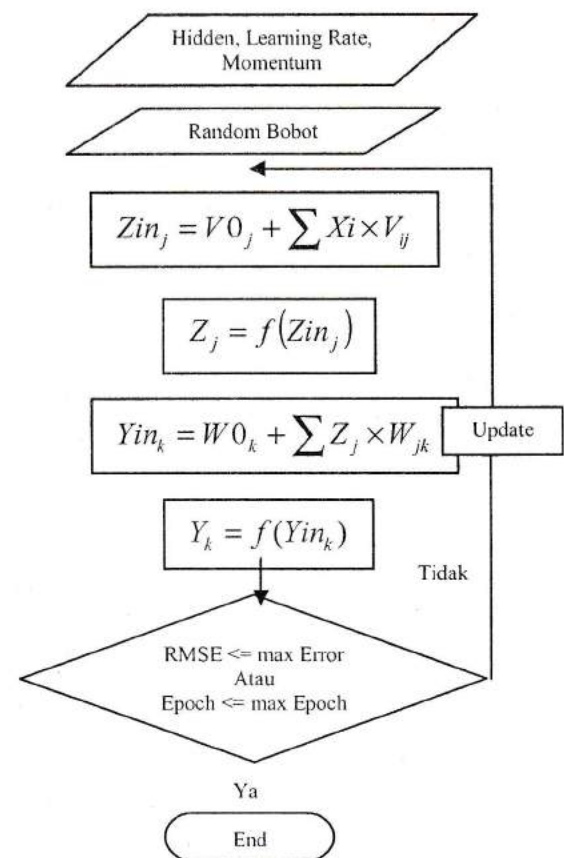 Hidden, Learning Rate,
Momentum
Random Bobot
Zin_j = V0_j + ∑ Xi × V_ij
Z_j = f(Zin_j)
Yin_k = W0_k + ∑ Z_j × W_jk
Update
Y_k = f(Yin_k)
Tidak
RMSE <= max Error
Atau
Epoch <= max Epoch
Ya
End